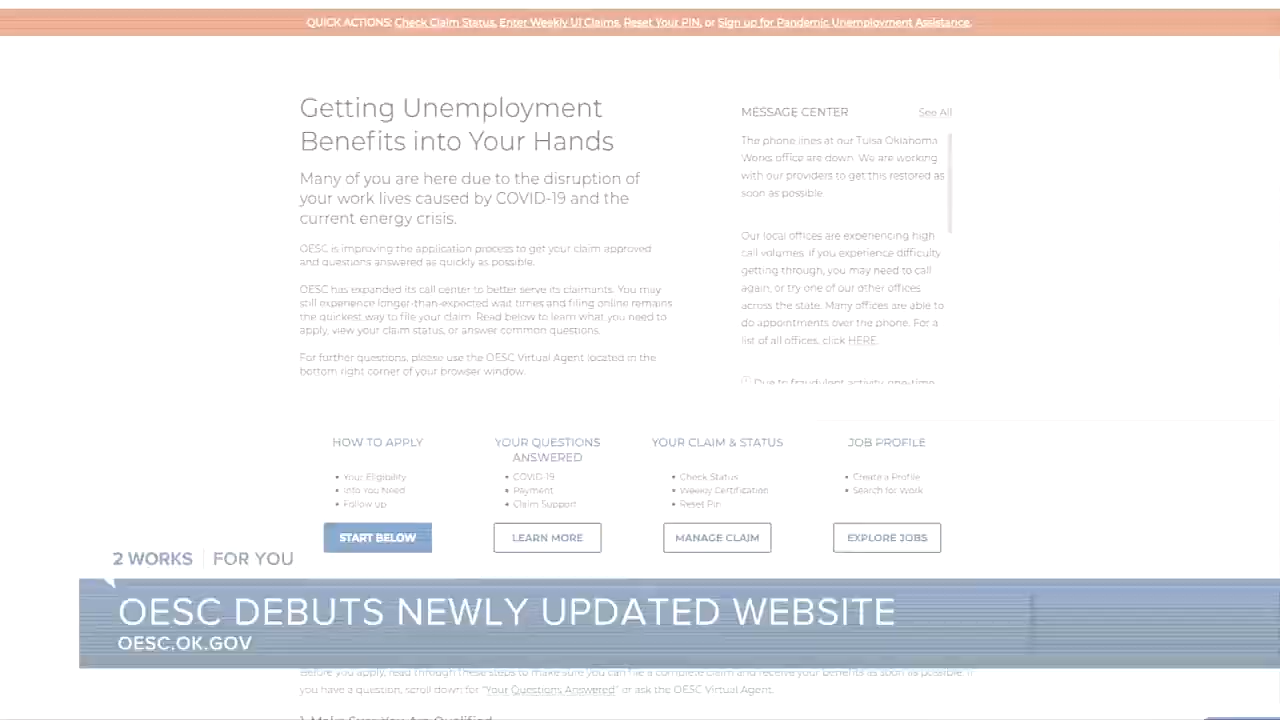 QUICK ACTIONS: Check Claim Status, Enter Weekly UI Claims, Reset Your PIN, or Sign up for Pandemic Unemployment Assistance.
Getting Unemployment
Benefits into Your Hands
Many of you are here due to the disruption of
your work lives caused by COVID-19 and the
current energy crisis.
OESC is improving the application process to get your claim approved
and questions answered as quickly as possible.
OESC has expanded its call center to better serve its claimants. You may
still experience longer-than-expected wait times and filing online remains
the quickest way to file your claim. Read below to learn what you need to
apply, view your claim status, or answer common questions.
For further questions, please use the OESC Virtual Agent located in the
bottom right corner of your browser window.
MESSAGE CENTER See All
The phone lines at our Tulsa Oklahoma
Works office are down. We are working
with our providers to get this restored as
soon as possible.
Our local offices are experiencing high
call volumes, if you experience difficulty
getting through, you may need to call
again, or try one of our other offices
across the state. Many offices are able to
do appointments over the phone. For a
list of all offices, click HERE.
Due to fraudulent activity, one-time
HOW TO APPLY
• Your Eligibility
• Info You Need
• Follow up
START BELOW
YOUR QUESTIONS
ANSWERED
• COVID-19
• Payment
• Claim Support
LEARN MORE
YOUR CLAIM & STATUS
• Check Status
• Weekly Certification
• Reset Pin
MANAGE CLAIM
JOB PROFILE
• Create a Profile
• Search for Work
EXPLORE JOBS
2 WORKS FOR YOU
OESC DEBUTS NEWLY UPDATED WEBSITE
OESC.OK.GOV
Before you apply, read through these steps to make sure you can file a complete claim and receive your benefits as soon as possible. If
you have a question, scroll down for "Your Questions Answered" or ask the OESC Virtual Agent.
1. Make Sure You Are Qualified